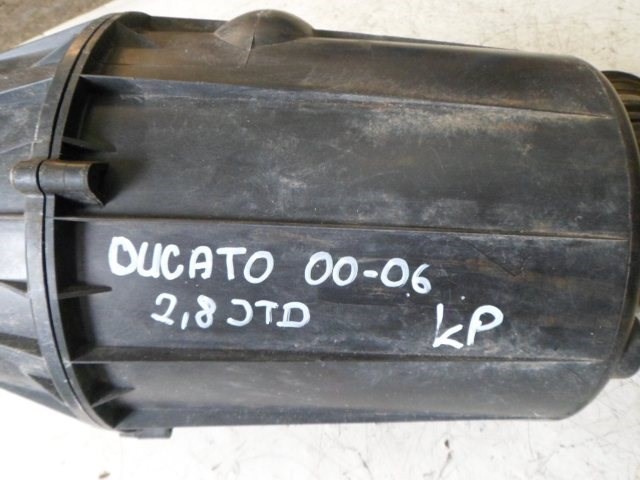 DUCATO 00-06
2,8 JTD KP